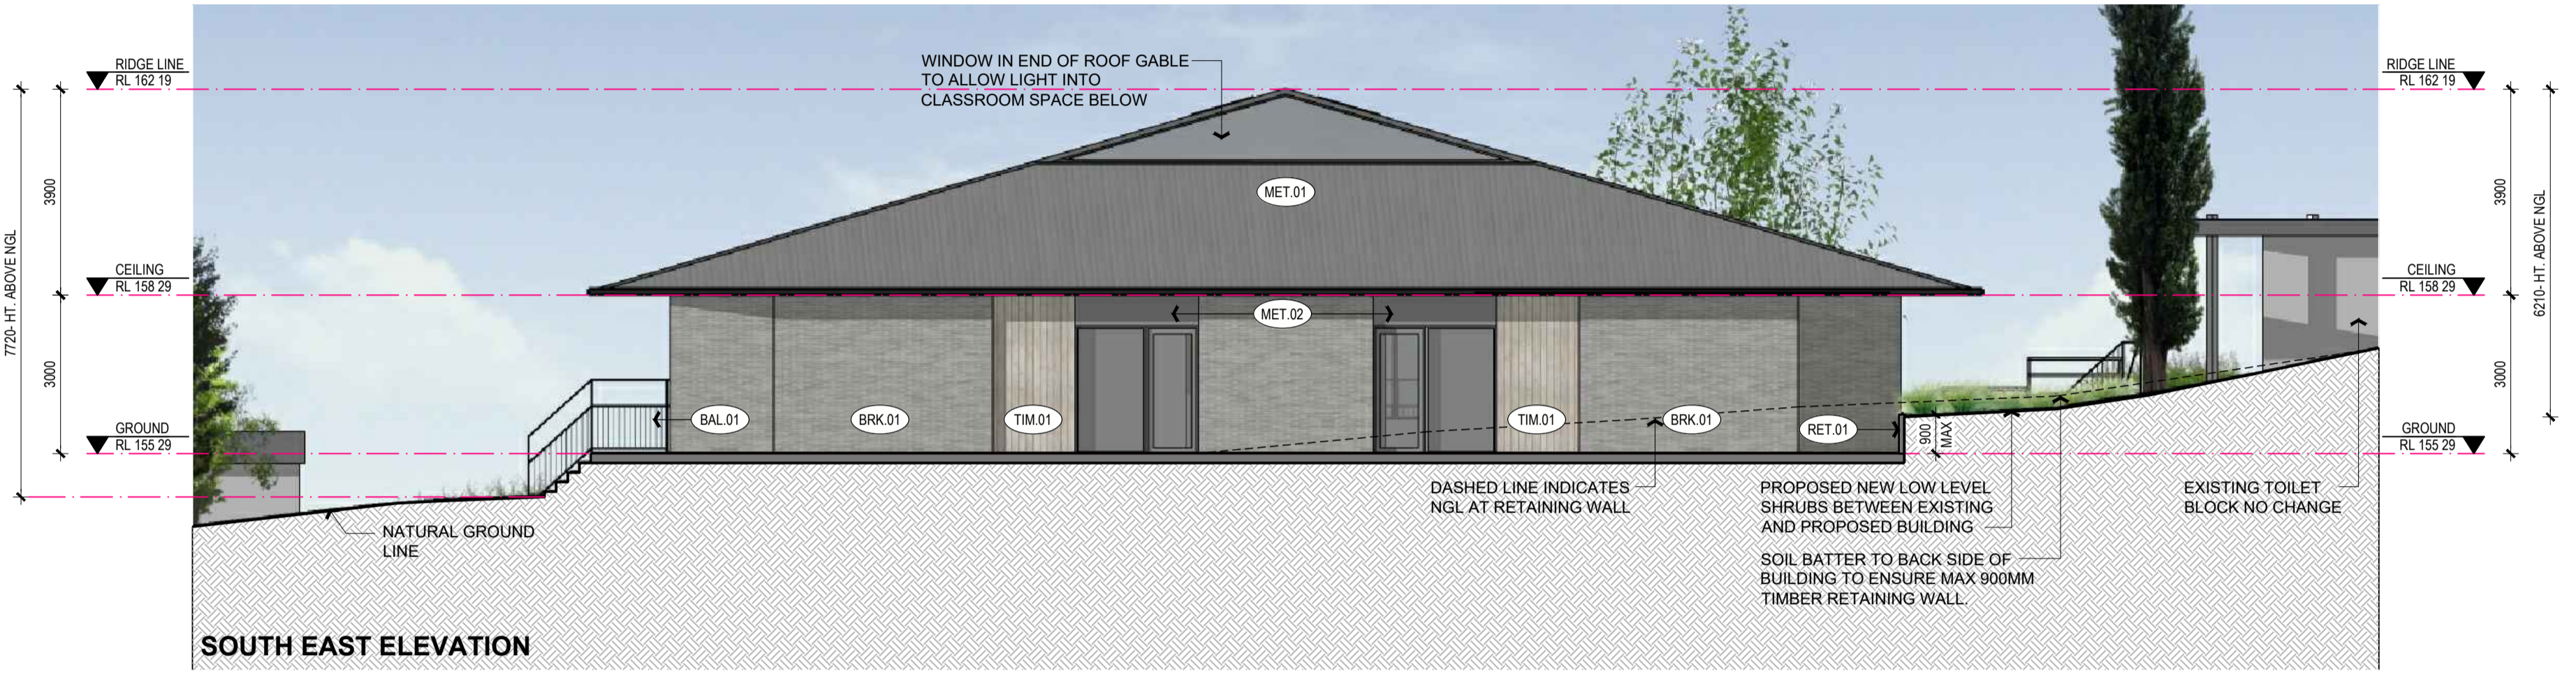 RIDGE LINE
RL 162 19
CEILING
RL 158 29
GROUND
RL 155 29
3900
3000
7720- HT. ABOVE NGL
WINDOW IN END OF ROOF GABLE
TO ALLOW LIGHT INTO
CLASSROOM SPACE BELOW
MET.01
MET.02
BAL.01
BRK.01
TIM.01
TIM.01
BRK.01
RET.01
900
MAX
NATURAL GROUND
LINE
DASHED LINE INDICATES
NGL AT RETAINING WALL
PROPOSED NEW LOW LEVEL
SHRUBS BETWEEN EXISTING
AND PROPOSED BUILDING
SOIL BATTER TO BACK SIDE OF
BUILDING TO ENSURE MAX 900MM
TIMBER RETAINING WALL.
EXISTING TOILET
BLOCK NO CHANGE
RIDGE LINE
RL 162 19
CEILING
RL 158 29
GROUND
RL 155 29
3900
3000
6210- HT. ABOVE NGL
SOUTH EAST ELEVATION